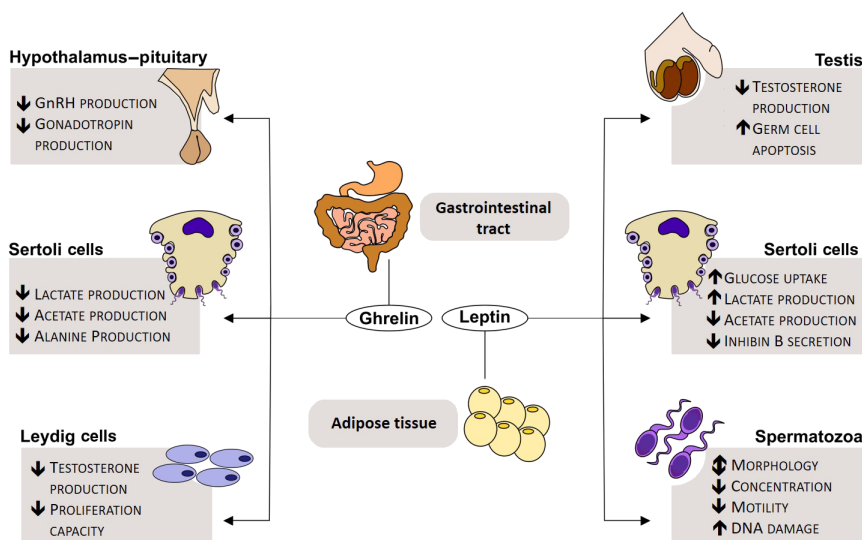 Hypothalamus–pituitary
GnRH PRODUCTION
GONADOTROPIN
PRODUCTION
Sertoli cells
LACTATE PRODUCTION
ACETATE PRODUCTION
ALANINE PRODUCTION
Leydig cells
TESTOSTERONE
PRODUCTION
PROLIFERATION
CAPACITY
Gastrointestinal
tract
Ghrelin
Leptin
Adipose tissue
Testis
TESTOSTERONE
PRODUCTION
GERM CELL
APOPTOSIS
Sertoli cells
GLUCOSE UPTAKE
LACTATE PRODUCTION
ACETATE PRODUCTION
INHIBIN B SECRETION
Spermatozoa
MORPHOLOGY
CONCENTRATION
MOTILITY
DNA DAMAGE